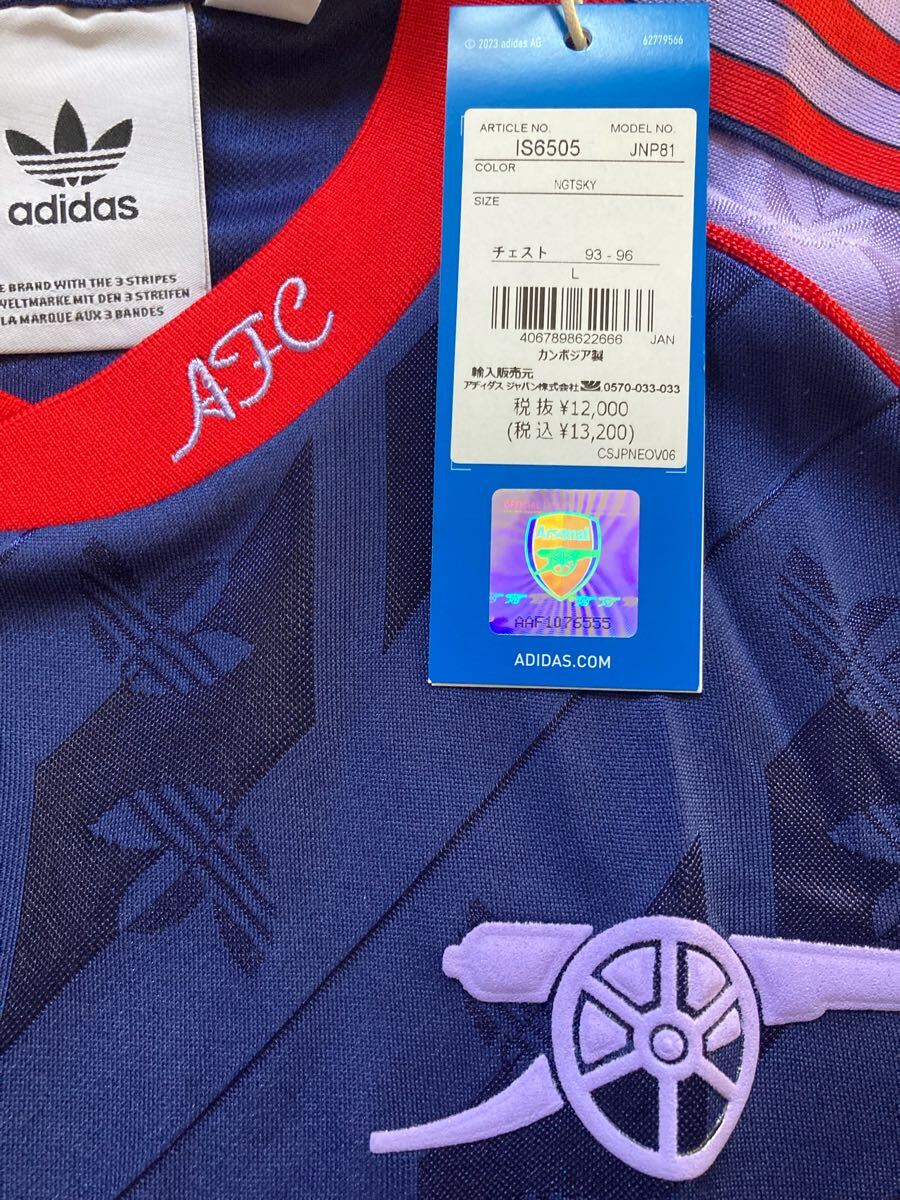 adidas
E BRAND WITH THE 3 STRIPES
ELTMARKE MIT DEN 3 STREIFEN
LA MARQUE AUX 3 BANDES
AFC
© 2023 adidas AG 62779566
ARTICLE NO. MODEL NO.
IS6505 JNP81
COLOR
NGTSKY
SIZE
チェスト 93 - 96
L
4067898622666 JAN
カンボジア製
輸入販売元
アディダス ジャパン株式会社 0570-033-033
税抜 ¥12,000
(税込 ¥13,200)
CSJPNEOV06
OFFICIAL
Arsenal
AAF1076555
ADIDAS.COM